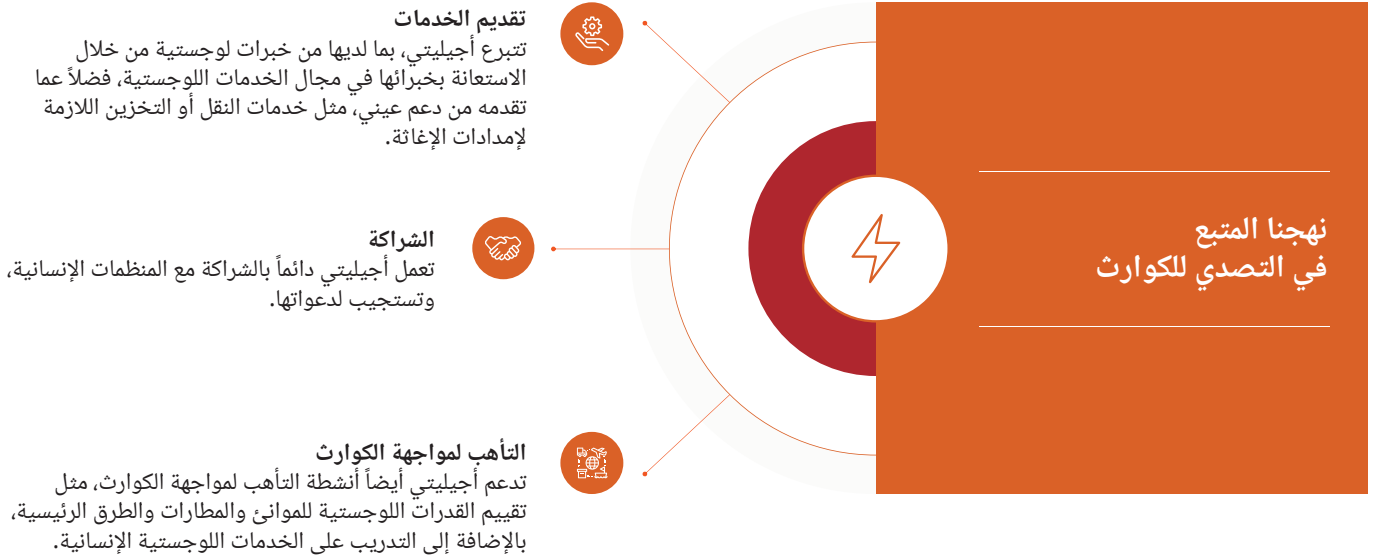 نهجنا المتبع
في التصدي للكوارث
تقديم الخدمات
تتبرع أجيليتي، بما لديها من خبرات لوجستية من خلال
الاستعانة بخبرائها في مجال الخدمات اللوجستية، فضلاً عما
تقدمه من دعم عيني، مثل خدمات النقل أو التخزين اللازمة
لإمدادات الإغاثة.
الشراكة
تعمل أجيليتي دائماً بالشراكة مع المنظمات الإنسانية،
وتستجيب لدعواتها.
التأهب لمواجهة الكوارث
تدعم أجيليتي أيضاً أنشطة التأهب لمواجهة الكوارث، مثل
تقييم القدرات اللوجستية للموانئ والمطارات والطرق الرئيسية،
بالإضافة إلى التدريب على الخدمات اللوجستية الإنسانية.